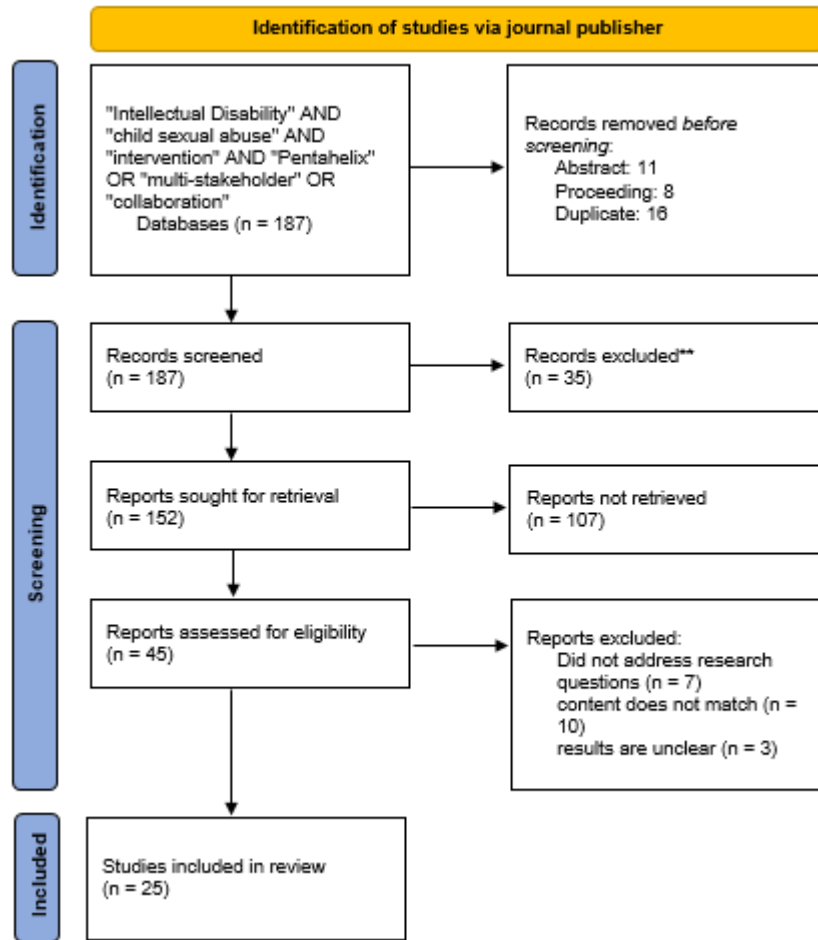 Identification of studies via journal publisher
Identification
"Intellectual Disability" AND
"child sexual abuse" AND
"intervention" AND "Pentahelix"
OR "multi-stakeholder" OR
"collaboration"
Databases (n = 187)
Records removed before
screening:
Abstract: 11
Proceeding: 8
Duplicate: 16
Screening
Records screened
(n = 187)
Records excluded**
(n = 35)
Reports sought for retrieval
(n = 152)
Reports not retrieved
(n = 107)
Reports assessed for eligibility
(n = 45)
Reports excluded:
Did not address research
questions (n = 7)
content does not match (n =
10)
results are unclear (n = 3)
Included
Studies included in review
(n = 25)